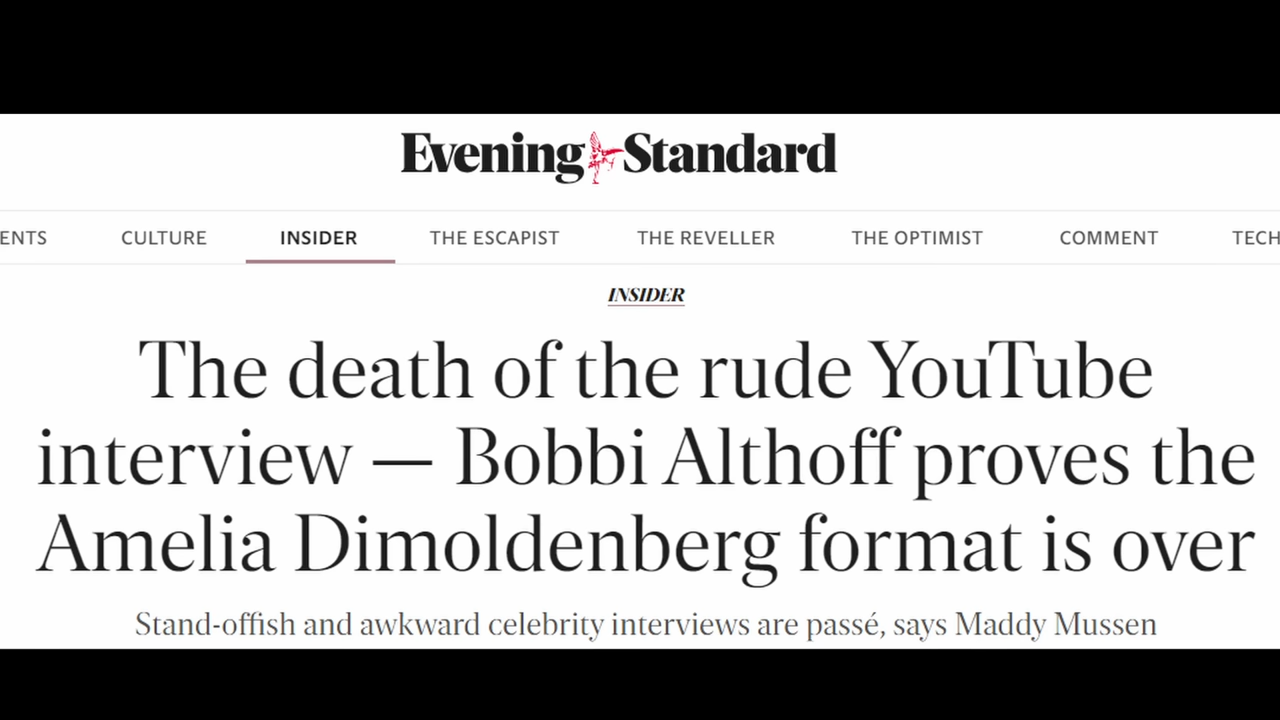 Evening Standard
ENTS CULTURE INSIDER THE ESCAPIST THE REVELLER THE OPTIMIST COMMENT TECH
INSIDER
The death of the rude YouTube
interview — Bobbi Althoff proves the
Amelia Dimoldenberg format is over
Stand-offish and awkward celebrity interviews are passé, says Maddy Mussen